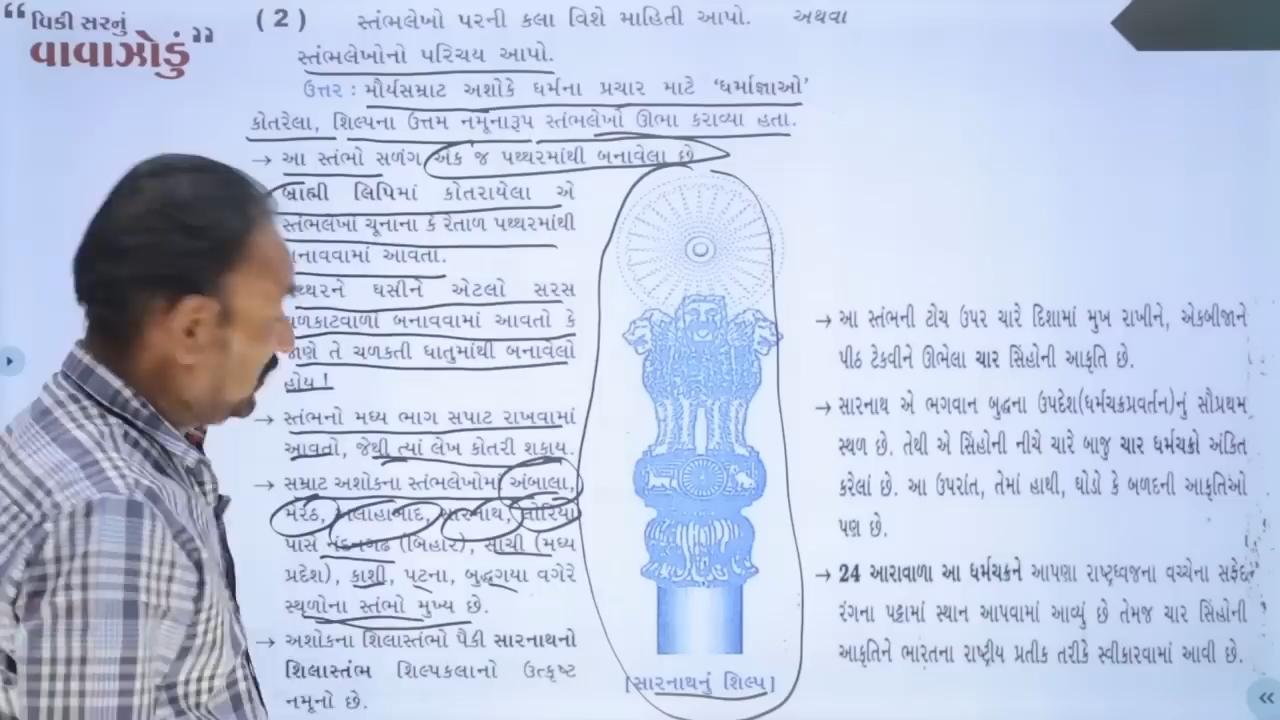 “ વિકી સરનું
વાવાઝોડું ”
( 2 ) સ્તંભલેખો પરની કલા વિશે માહિતી આપો. અથવા
સ્તંભલેખોનો પરિચય આપો.
ઉત્તર : મૌર્યસમ્રાટ અશોકે ધર્મના પ્રચાર માટે ‘ધર્માજ્ઞાઓ’
કોતરેલા, શિલ્પના ઉત્તમ નમૂનારૂપ સ્તંભલેખો ઊભા કરાવ્યા હતા.
→ આ સ્તંભો સળંગ એક જ પથ્થરમાંથી બનાવેલા છે
બ્રાહ્મી લિપિમાં કોતરાયેલા એ
સ્તંભલેખો ચૂનાના કે રેતાળ પથ્થરમાંથી
આવતા.
ઘસીને એટલો સરસ
બનાવવામાં આવતો કે
જાણે તે ચળકતી ધાતુમાંથી બનાવેલો
હોય !
→ સ્તંભનો મધ્ય ભાગ સપાટ રાખવામાં
આવતો, જેથી ત્યાં લેખ કોતરી શકાય.
→ સમ્રાટ અશોકના સ્તંભલેખોમાં અંબાલા,
મેરઠ, અલાહાબાદ, સારનાથ, લોરિયા
પાસે નંદનગઢ (બિહાર), સાંચી (મધ્ય
પ્રદેશ), કાશી, પટના, બુદ્ધગયા વગેરે
સ્થળોના સ્તંભો મુખ્ય છે.
→ અશોકના શિલાસ્તંભો પૈકી સારનાથનો
શિલાસ્તંભ શિલ્પકલાનો ઉત્કૃષ્ટ
નમૂનો છે.
[સારનાથનું શિલ્પ]
→ આ સ્તંભની ટોચ ઉપર ચારે દિશામાં મુખ રાખીને, એકબીજાને
પીઠ ટેકવીને ઊભેલા ચાર સિંહોની આકૃતિ છે.
→ સારનાથ એ ભગવાન બુદ્ધના ઉપદેશ(ધર્મચક્રપ્રવર્તન)નું સૌપ્રથમ
સ્થળ છે. તેથી એ સિંહોની નીચે ચારે બાજુ ચાર ધર્મચક્રો અંકિત
કરેલાં છે. આ ઉપરાંત, તેમાં હાથી, ઘોડો કે બળદની આકૃતિઓ
પણ છે.
→ 24 આરાવાળા આ ધર્મચક્રને આપણા રાષ્ટ્રધ્વજના વચ્ચેના સફેદ
રંગના પટ્ટામાં સ્થાન આપવામાં આવ્યું છે તેમજ ચાર સિંહોની
આકૃતિને ભારતના રાષ્ટ્રીય પ્રતીક તરીકે સ્વીકારવામાં આવી છે.